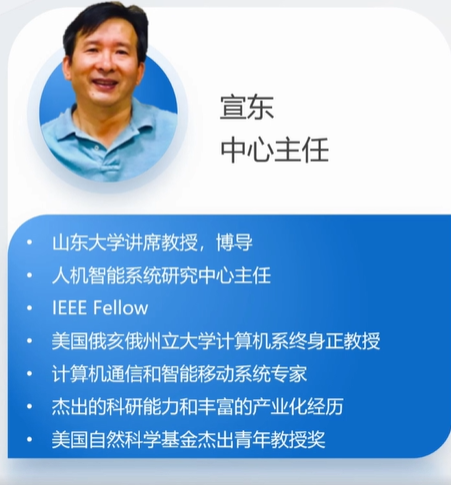 宣东
中心主任
• 山东大学讲席教授，博导
• 人机智能系统研究中心主任
• IEEE Fellow
• 美国俄亥俄州立大学计算机系终身正教授
• 计算机通信和智能移动系统专家
• 杰出的科研能力和丰富的产业化经历
• 美国自然科学基金杰出青年教授奖